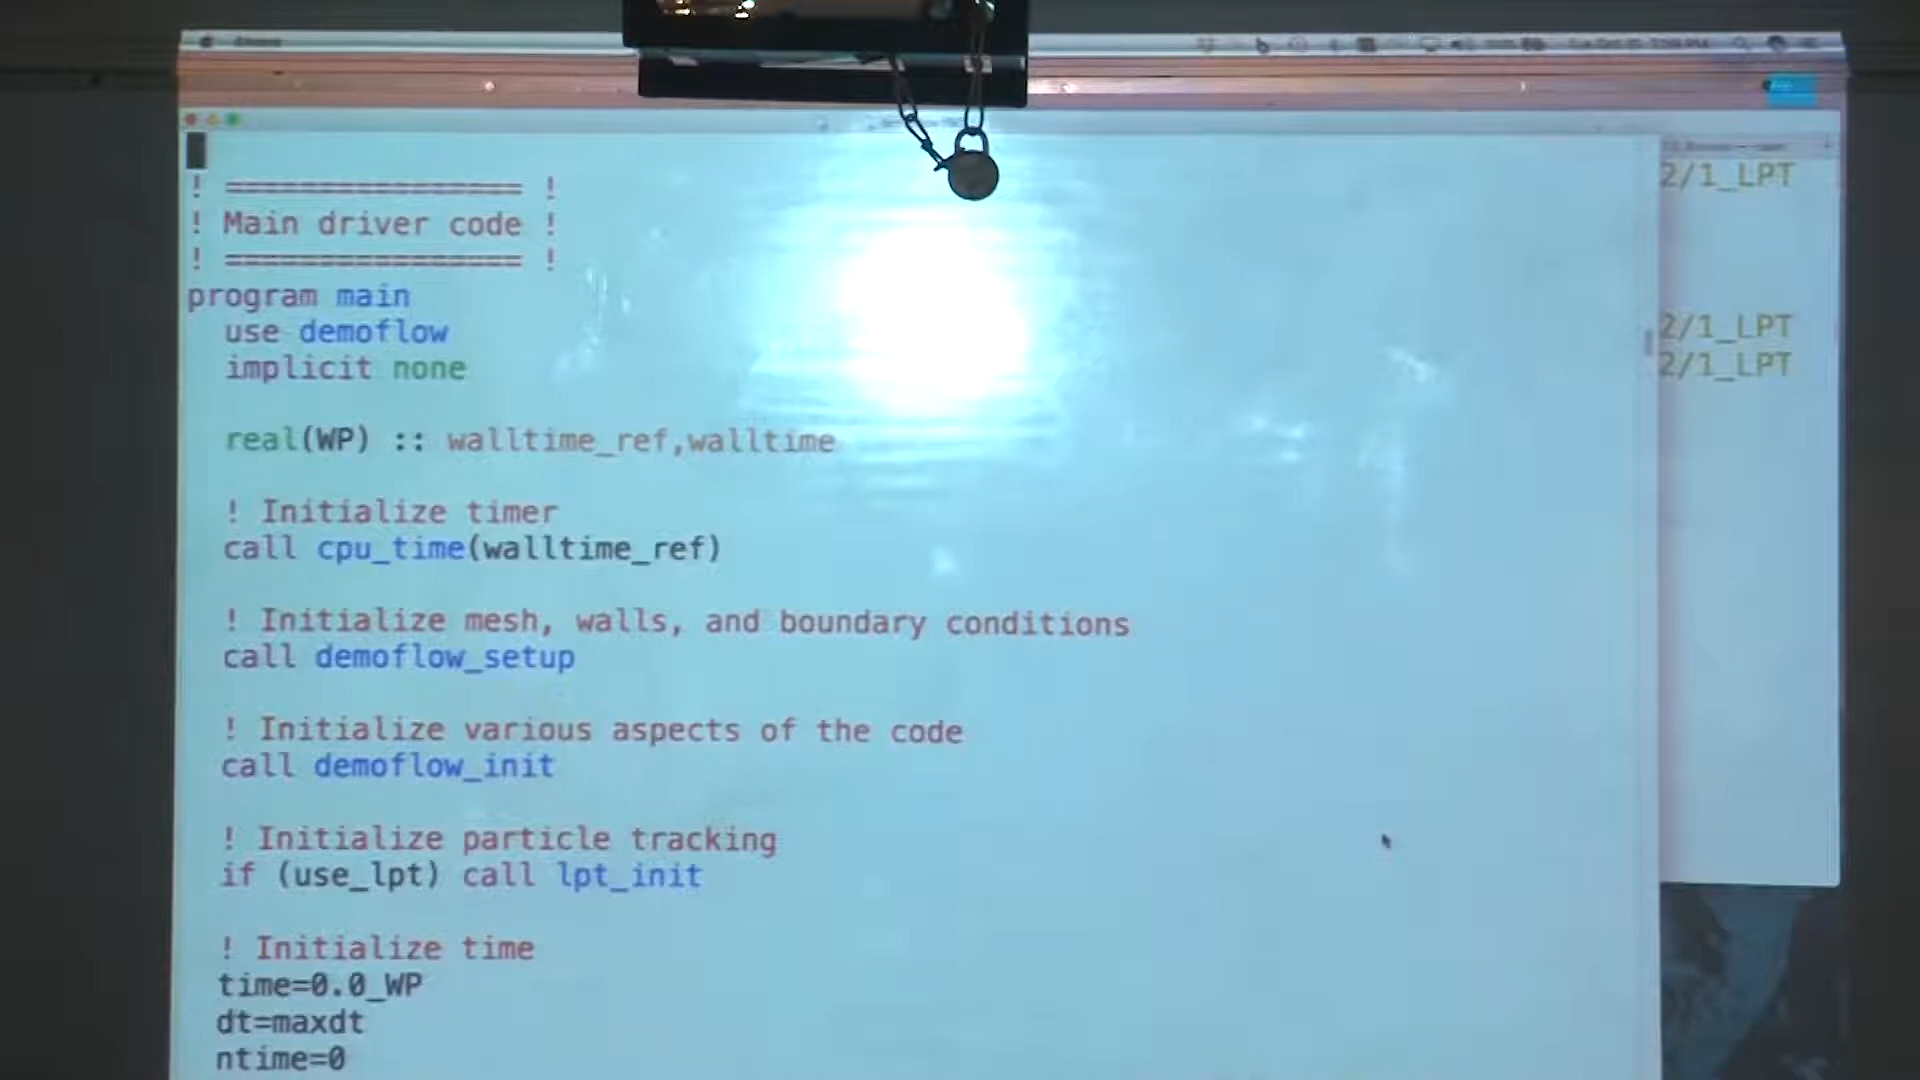 ! ================ !
! Main driver code !
! ================ !
program main
use demoflow
implicit none
real(WP) :: walltime_ref,walltime
! Initialize timer
call cpu_time(walltime_ref)
! Initialize mesh, walls, and boundary conditions
call demoflow_setup
! Initialize various aspects of the code
call demoflow_init
! Initialize particle tracking
if (use_lpt) call lpt_init
! Initialize time
time=0.0_WP
dt=maxdt
ntime=0
2/1_LPT
2/1_LPT
2/1_LPT